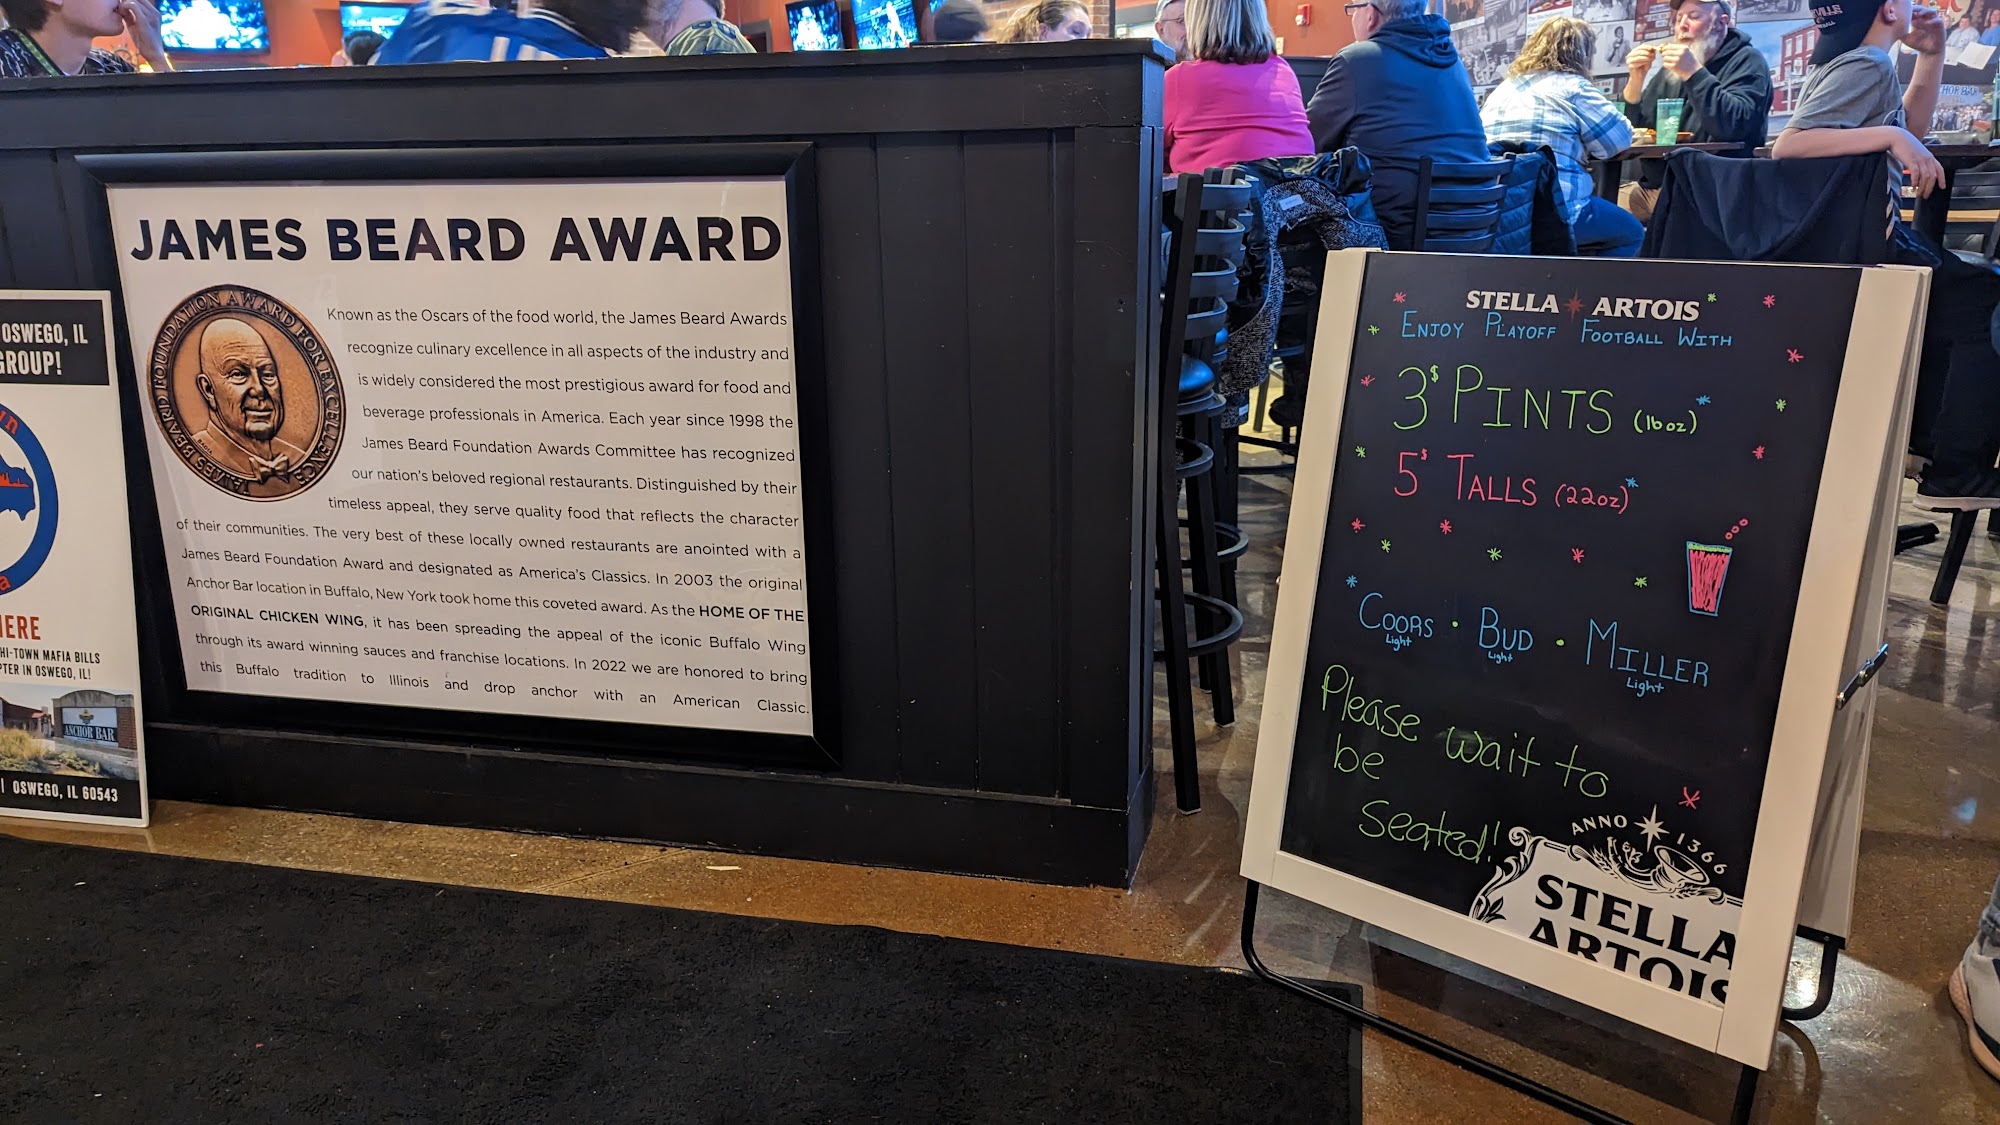 OSWEGO, IL
GROUP!
HERE
HI-TOWN MAFIA BILLS
OSWEGO, IL!
ANCHOR BAR
| OSWEGO, IL 60543
JAMES BEARD AWARD
JAMES BEARD FOUNDATION AWARD FOR EXCELLENCE
Known as the Oscars of the food world, the James Beard Awards
recognize culinary excellence in all aspects of the industry and
is widely considered the most prestigious award for food and
beverage professionals in America. Each year since 1998 the
James Beard Foundation Awards Committee has recognized
our nation's beloved regional restaurants. Distinguished by their
timeless appeal, they serve quality food that reflects the character
of their communities. The very best of these locally owned restaurants are anointed with a
James Beard Foundation Award and designated as America's Classics. In 2003 the original
Anchor Bar location in Buffalo, New York took home this coveted award. As the HOME OF THE
ORIGINAL CHICKEN WING, it has been spreading the appeal of the iconic Buffalo Wing
through its award winning sauces and franchise locations. In 2022 we are honored to bring
this Buffalo tradition to Illinois and drop anchor with an American Classic.
STELLA ARTOIS
ENJOY PLAYOFF FOOTBALL WITH
3$ PINTS (16oz)
5$ TALLS (22oz)
COORS • BUD • MILLER
Light Light Light
Please wait to
be
Seated!
ANNO 1366
STELLA
ARTOIS
ANCHOR BAR